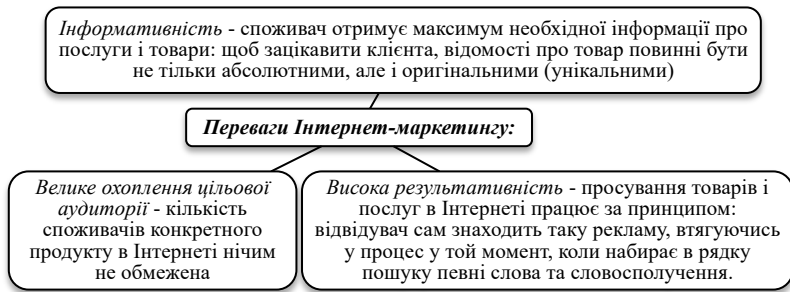 Інформативність - споживач отримує максимум необхідної інформації про
послуги і товари: щоб зацікавити клієнта, відомості про товар повинні бути
не тільки абсолютними, але і оригінальними (унікальними)
Переваги Інтернет-маркетингу:
Велике охоплення цільової
аудиторії - кількість
споживачів конкретного
продукту в Інтернеті нічим
не обмежена
Висока результативність - просування товарів і
послуг в Інтернеті працює за принципом:
відвідувач сам знаходить таку рекламу, втягуючись
у процес у той момент, коли набирає в рядку
пошуку певні слова та словосполучення.